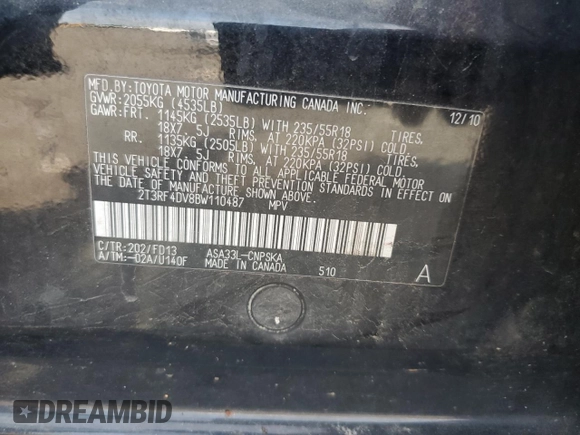 MFD.BY:TOYOTA MOTOR MANUFACTURING CANADA INC. 12/10
GVWR:2055KG (4535LB)
GAWR:FRT. 1145KG (2535LB) WITH 235/55R18 TIRES.
18X7.5J RIMS. AT 220KPA (32PSI) COLD.
RR. 1135KG (2505LB) WITH 235/55R18 TIRES.
18X7.5J RIMS. AT 220KPA (32PSI) COLD.
THIS VEHICLE CONFORMS TO ALL APPLICABLE FEDERAL MOTOR
VEHICLE SAFETY AND THEFT PREVENTION STANDARDS IN EFFECT ON
THE DATE OF MANUFACTURE SHOWN ABOVE.
2T3RF4DV8BW110487 MPV
C/TR:202/FD13 ASA33L-CNPSKA
A/TM:-02A/U140F MADE IN CANADA 510 A
DREAMBID